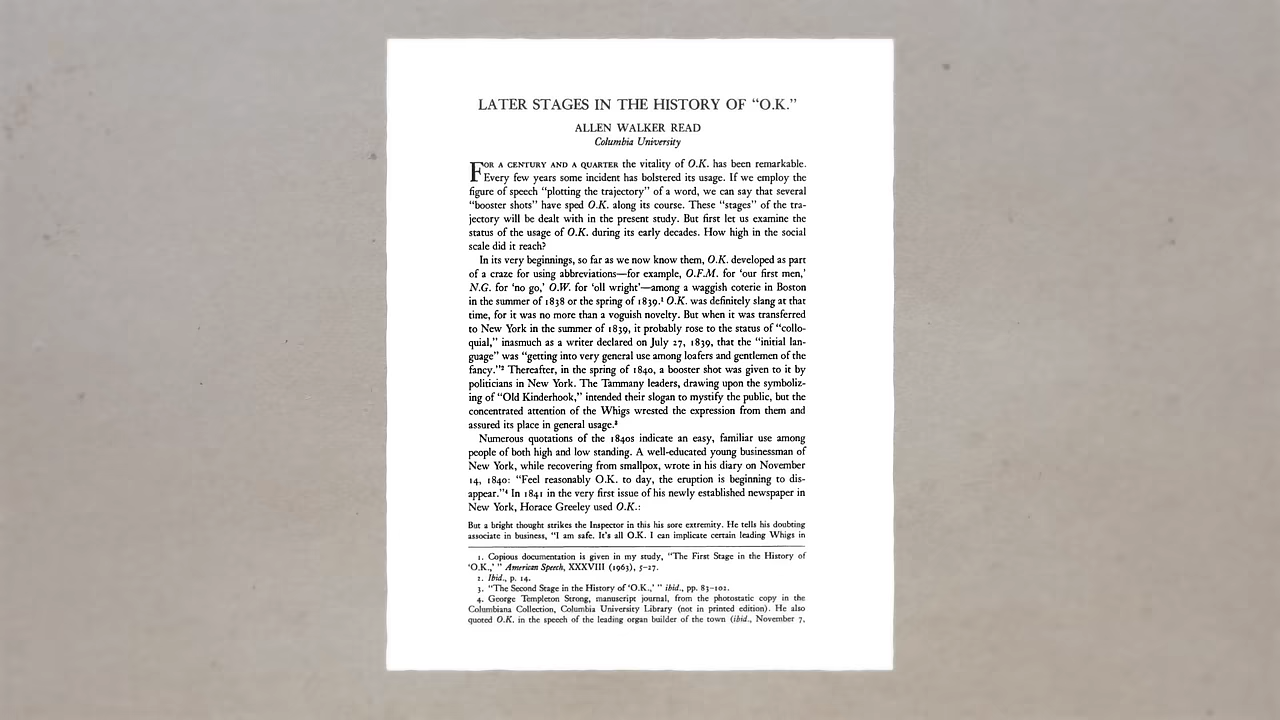 LATER STAGES IN THE HISTORY OF “O.K.”
ALLEN WALKER READ
Columbia University
FOR A CENTURY AND A QUARTER the vitality of O.K. has been remarkable.
Every few years some incident has bolstered its usage. If we employ the
figure of speech “plotting the trajectory” of a word, we can say that several
“booster shots” have sped O.K. along its course. These “stages” of the tra-
jectory will be dealt with in the present study. But first let us examine the
status of the usage of O.K. during its early decades. How high in the social
scale did it reach?
In its very beginnings, so far as we now know them, O.K. developed as part
of a craze for using abbreviations—for example, O.F.M. for ‘our first men,’
N.G. for ‘no go,’ O.W. for ‘oll wright’—among a waggish coterie in Boston
in the summer of 1838 or the spring of 1839.¹ O.K. was definitely slang at that
time, for it was no more than a voguish novelty. But when it was transferred
to New York in the summer of 1839, it probably rose to the status of “collo-
quial,” inasmuch as a writer declared on July 27, 1839, that the “initial lan-
guage” was “getting into very general use among loafers and gentlemen of the
fancy.”² Thereafter, in the spring of 1840, a booster shot was given to it by
politicians in New York. The Tammany leaders, drawing upon the symboliz-
ing of “Old Kinderhook,” intended their slogan to mystify the public, but the
concentrated attention of the Whigs wrested the expression from them and
assured its place in general usage.³
Numerous quotations of the 1840s indicate an easy, familiar use among
people of both high and low standing. A well-educated young businessman of
New York, while recovering from smallpox, wrote in his diary on November
14, 1840: “Feel reasonably O.K. to day, the eruption is beginning to dis-
appear.”⁴ In 1841 in the very first issue of his newly established newspaper in
New York, Horace Greeley used O.K.:
But a bright thought strikes the Inspector in this his sore extremity. He tells his doubting
associate in business, “I am safe. It’s all O.K. I can implicate certain leading Whigs in
1. Copious documentation is given in my study, “The First Stage in the History of
‘O.K.,’ ” American Speech, XXXVIII (1963), 5–27.
2. Ibid., p. 14.
3. “The Second Stage in the History of ‘O.K.,’ ” ibid., pp. 83–102.
4. George Templeton Strong, manuscript journal, from the photostatic copy in the
Columbiana Collection, Columbia University Library (not in printed edition). He also
quoted O.K. in the speech of the leading organ builder of the town (ibid., November 7,